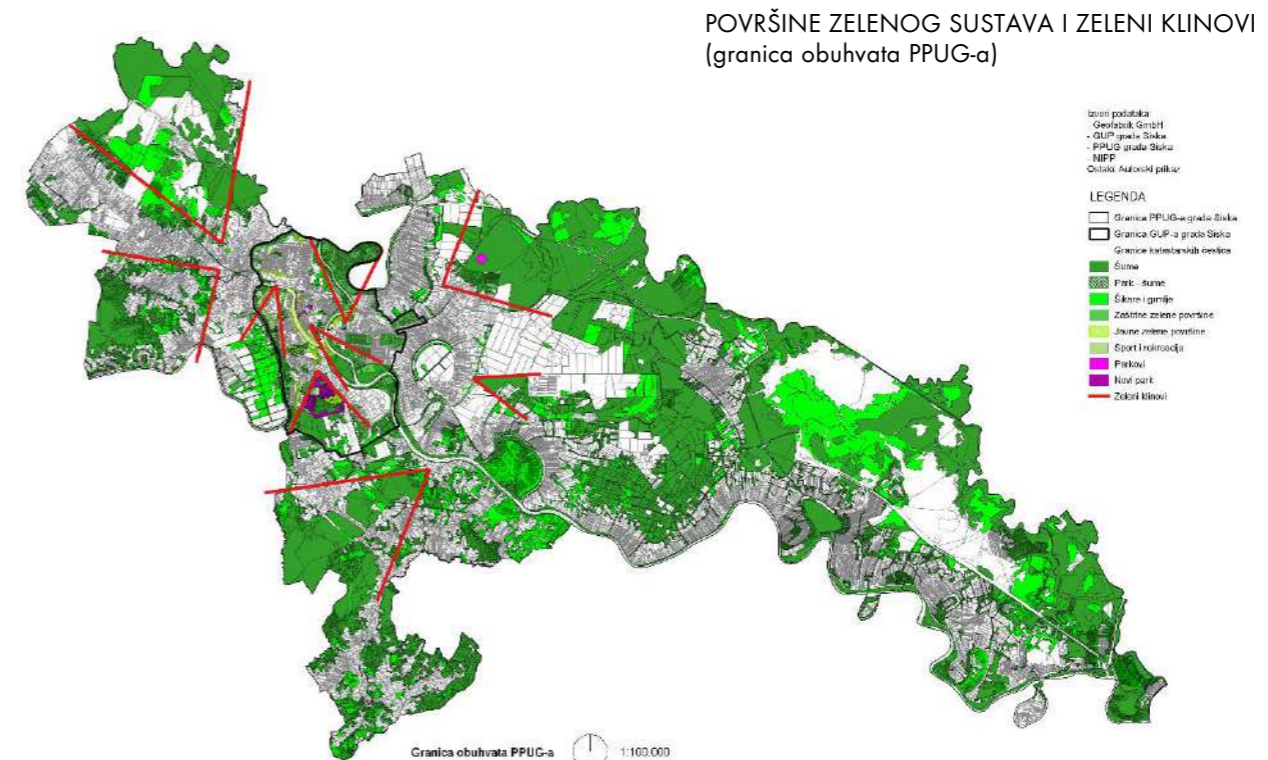 POVRŠINE ZELENOG SUSTAVA I ZELENI KLINOVI
(granica obuhvata PPUG-a)
Izvori podataka
- Geofabrik GmbH
- GUP grada Siska
- PPUG grada Siska
- NIPP
Ostalo: Autorski prikaz
LEGENDA
Granica PPUG-a grada Siska
Granica GUP-a grada Siska
Granice katastarskih čestica
Šume
Park - šume
Šikare i grmlje
Zaštitne zelene površine
Javne zelene površine
Sport i rekreacija
Parkovi
Novi park
Zeleni klinovi
Granica obuhvata PPUG-a
1:100.000